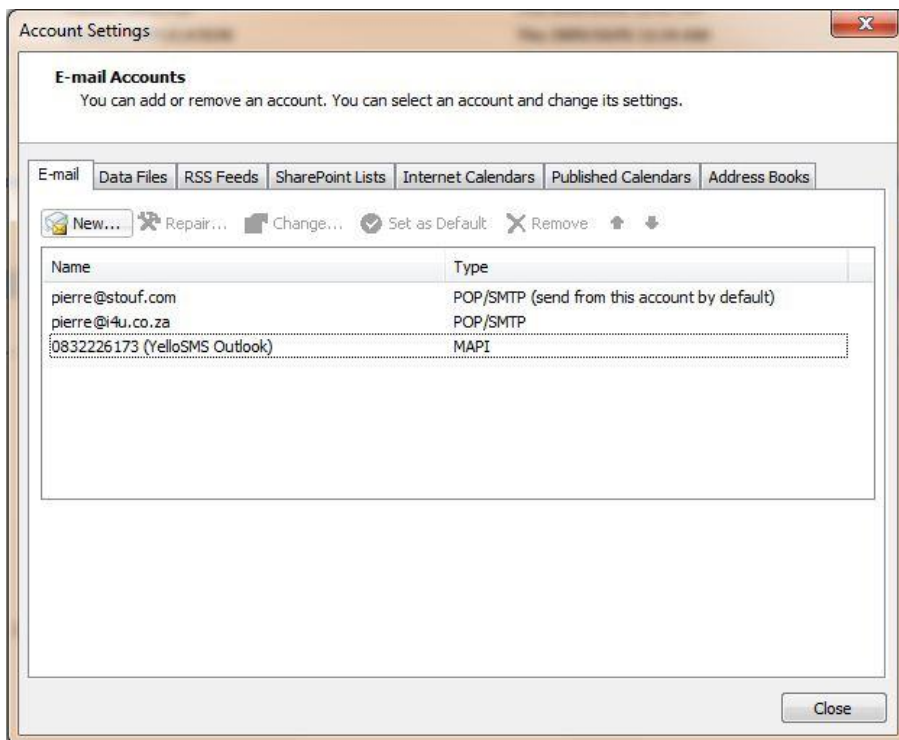 Account Settings
E-mail Accounts
You can add or remove an account. You can select an account and change its settings.
E-mail Data Files RSS Feeds SharePoint Lists Internet Calendars Published Calendars Address Books
New... Repair... Change... Set as Default Remove
Name Type
pierre@stouf.com POP/SMTP (send from this account by default)
pierre@i4u.co.za POP/SMTP
0832226173 (YelloSMS Outlook) MAPI
Close